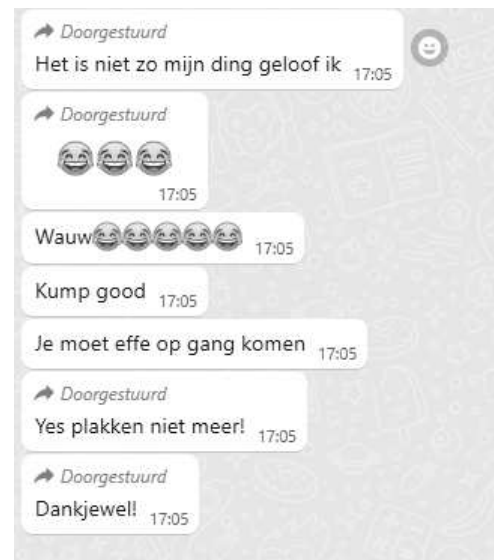 Doorgestuurd
Het is niet zo mijn ding geloof ik 17:05
Doorgestuurd
😂😂😂
17:05
Wauw😂😂😂😂😂 17:05
Kump good 17:05
Je moet effe op gang komen 17:05
Doorgestuurd
Yes plakken niet meer! 17:05
Doorgestuurd
Dankjewel! 17:05